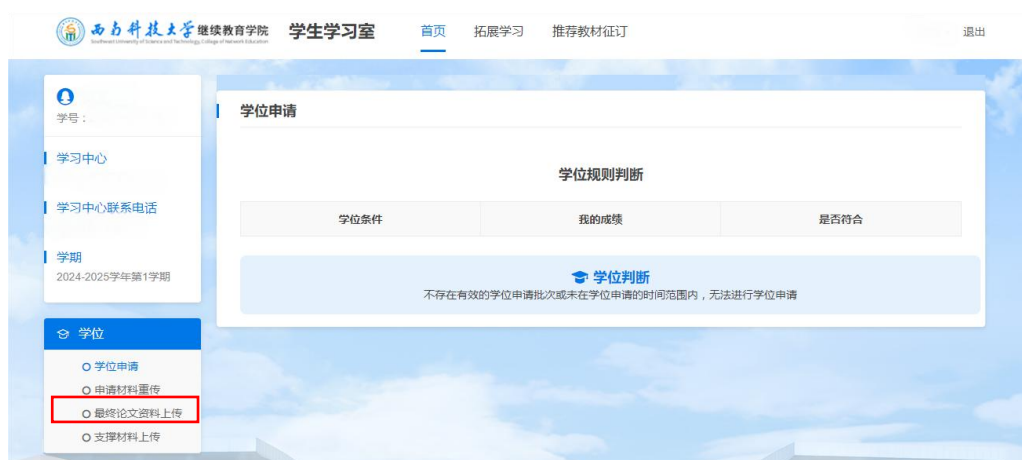 西南科技大学继续教育学院 学生学习室 首页 拓展学习 推荐教材征订 退出
Southwest University of Science and Technology, College of Network Education
学号：
学习中心
学习中心联系电话
学期
2024-2025学年第1学期
学位
学位申请
申请材料重传
最终论文资料上传
支撑材料上传
学位申请
学位规则判断
学位条件 我的成绩 是否符合
学位判断
不存在有效的学位申请批次或未在学位申请的时间范围内，无法进行学位申请